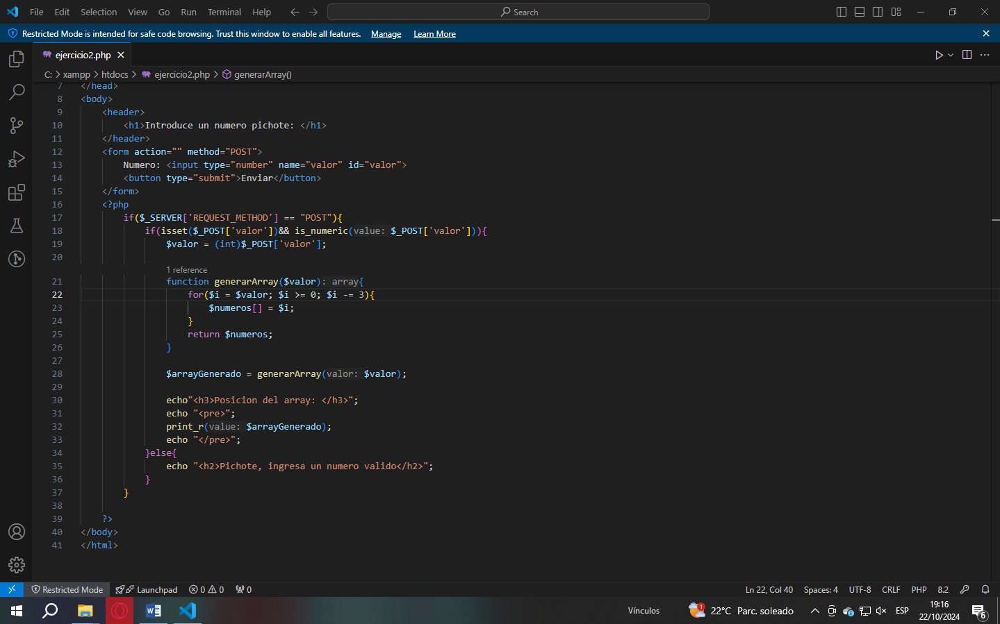 File Edit Selection View Go Run Terminal Help Search
Restricted Mode is intended for safe code browsing. Trust this window to enable all features. Manage Learn More
ejercicio2.php
C: > xampp > htdocs > ejercicio2.php > generarArray()
7 </head>
8 <body>
9 <header>
10 <h1>Introduce un numero pichote: </h1>
11 </header>
12 <form action="" method="POST">
13 Numero: <input type="number" name="valor" id="valor">
14 <button type="submit">Enviar</button>
15 </form>
16 <?php
17 if($_SERVER['REQUEST_METHOD'] == "POST"){
18 if(isset($_POST['valor'])&& is_numeric(value: $_POST['valor'])){
19 $valor = (int)$_POST['valor'];
20
1 reference
21 function generarArray($valor): array{
22 for($i = $valor; $i >= 0; $i -= 3){
23 $numeros[] = $i;
24 }
25 return $numeros;
26 }
27
28 $arrayGenerado = generarArray(valor: $valor);
29
30 echo"<h3>Posicion del array: </h3>";
31 echo "<pre>";
32 print_r(value: $arrayGenerado);
33 echo "</pre>";
34 }else{
35 echo "<h2>Pichote, ingresa un numero valido</h2>";
36 }
37 }
38
39 ?>
40 </body>
41 </html>
Restricted Mode Launchpad 0 0 0 Ln 22, Col 40 Spaces: 4 UTF-8 CRLF PHP 8.2
Vínculos 1 22°C Parc. soleado ESP 19:16 6
22/10/2024